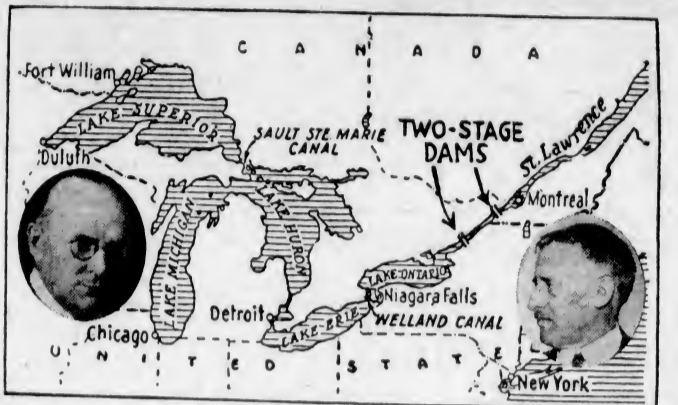 CANADA
Fort William
LAKE SUPERIOR
SAULT STE. MARIE
CANAL
TWO-STAGE
DAMS
St. Lawrence
Duluth
Montreal
LAKE MICHIGAN
LAKE HURON
LAKE-ONTARIO
Niagara Falls
Detroit
LAKE-ERIE
WELLAND CANAL
Chicago
UNITED STATE
New York